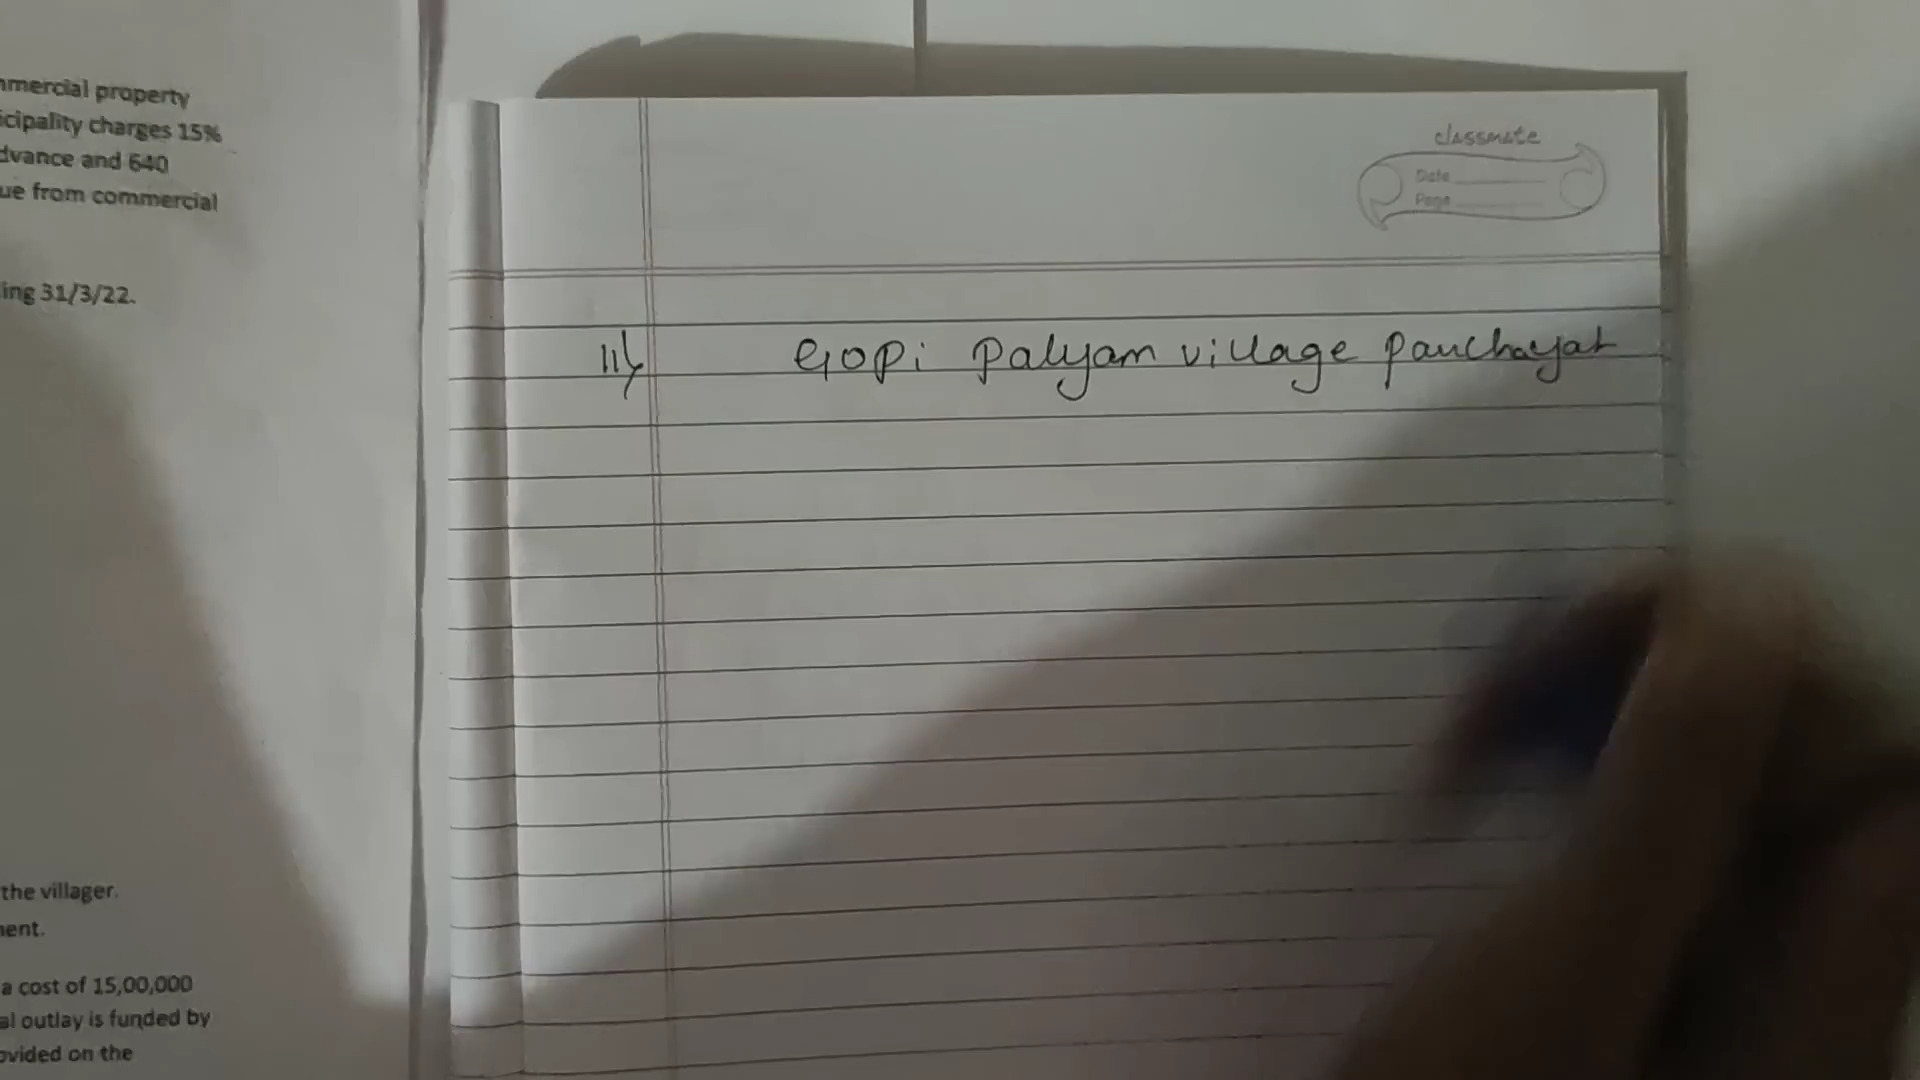 mmercial property
icipality charges 15%
dvance and 640
ue from commercial
ing 31/3/22.
the villager.
nent.
a cost of 15,00,000
al outlay is funded by
ovided on the
classmate
Date
Page
11)
Gopi Palyam village Panchayat